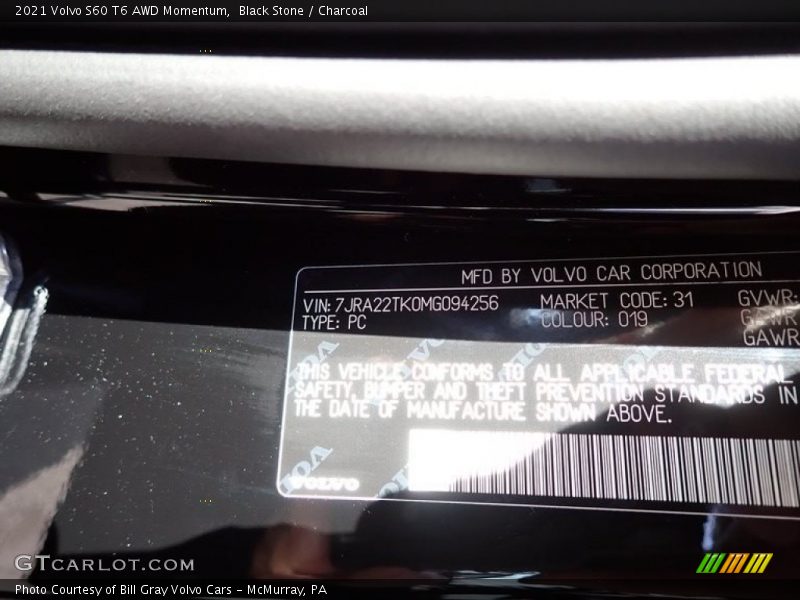 2021 Volvo S60 T6 AWD Momentum,  Black Stone / Charcoal
MFD BY VOLVO CAR CORPORATION
VIN: 7JRA22TK0MG094256 MARKET CODE: 31 GVWR:
TYPE: PC COLOUR: 019 GAWR
GAWR
THIS VEHICLE CONFORMS TO ALL APPLICABLE FEDERAL
SAFETY, BUMPER AND THEFT PREVENTION STANDARDS IN
THE DATE OF MANUFACTURE SHOWN ABOVE.
VOLVO
GTCARLOT.COM
Photo Courtesy of Bill Gray Volvo Cars - McMurray, PA